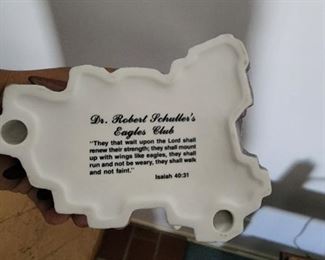 Dr. Robert Schuller's
Eagles Club
"They that wait upon the Lord shall
renew their strength; they shall mount
up with wings like eagles, they shall
run and not be weary, they shall walk
and not faint."
Isaiah 40:31